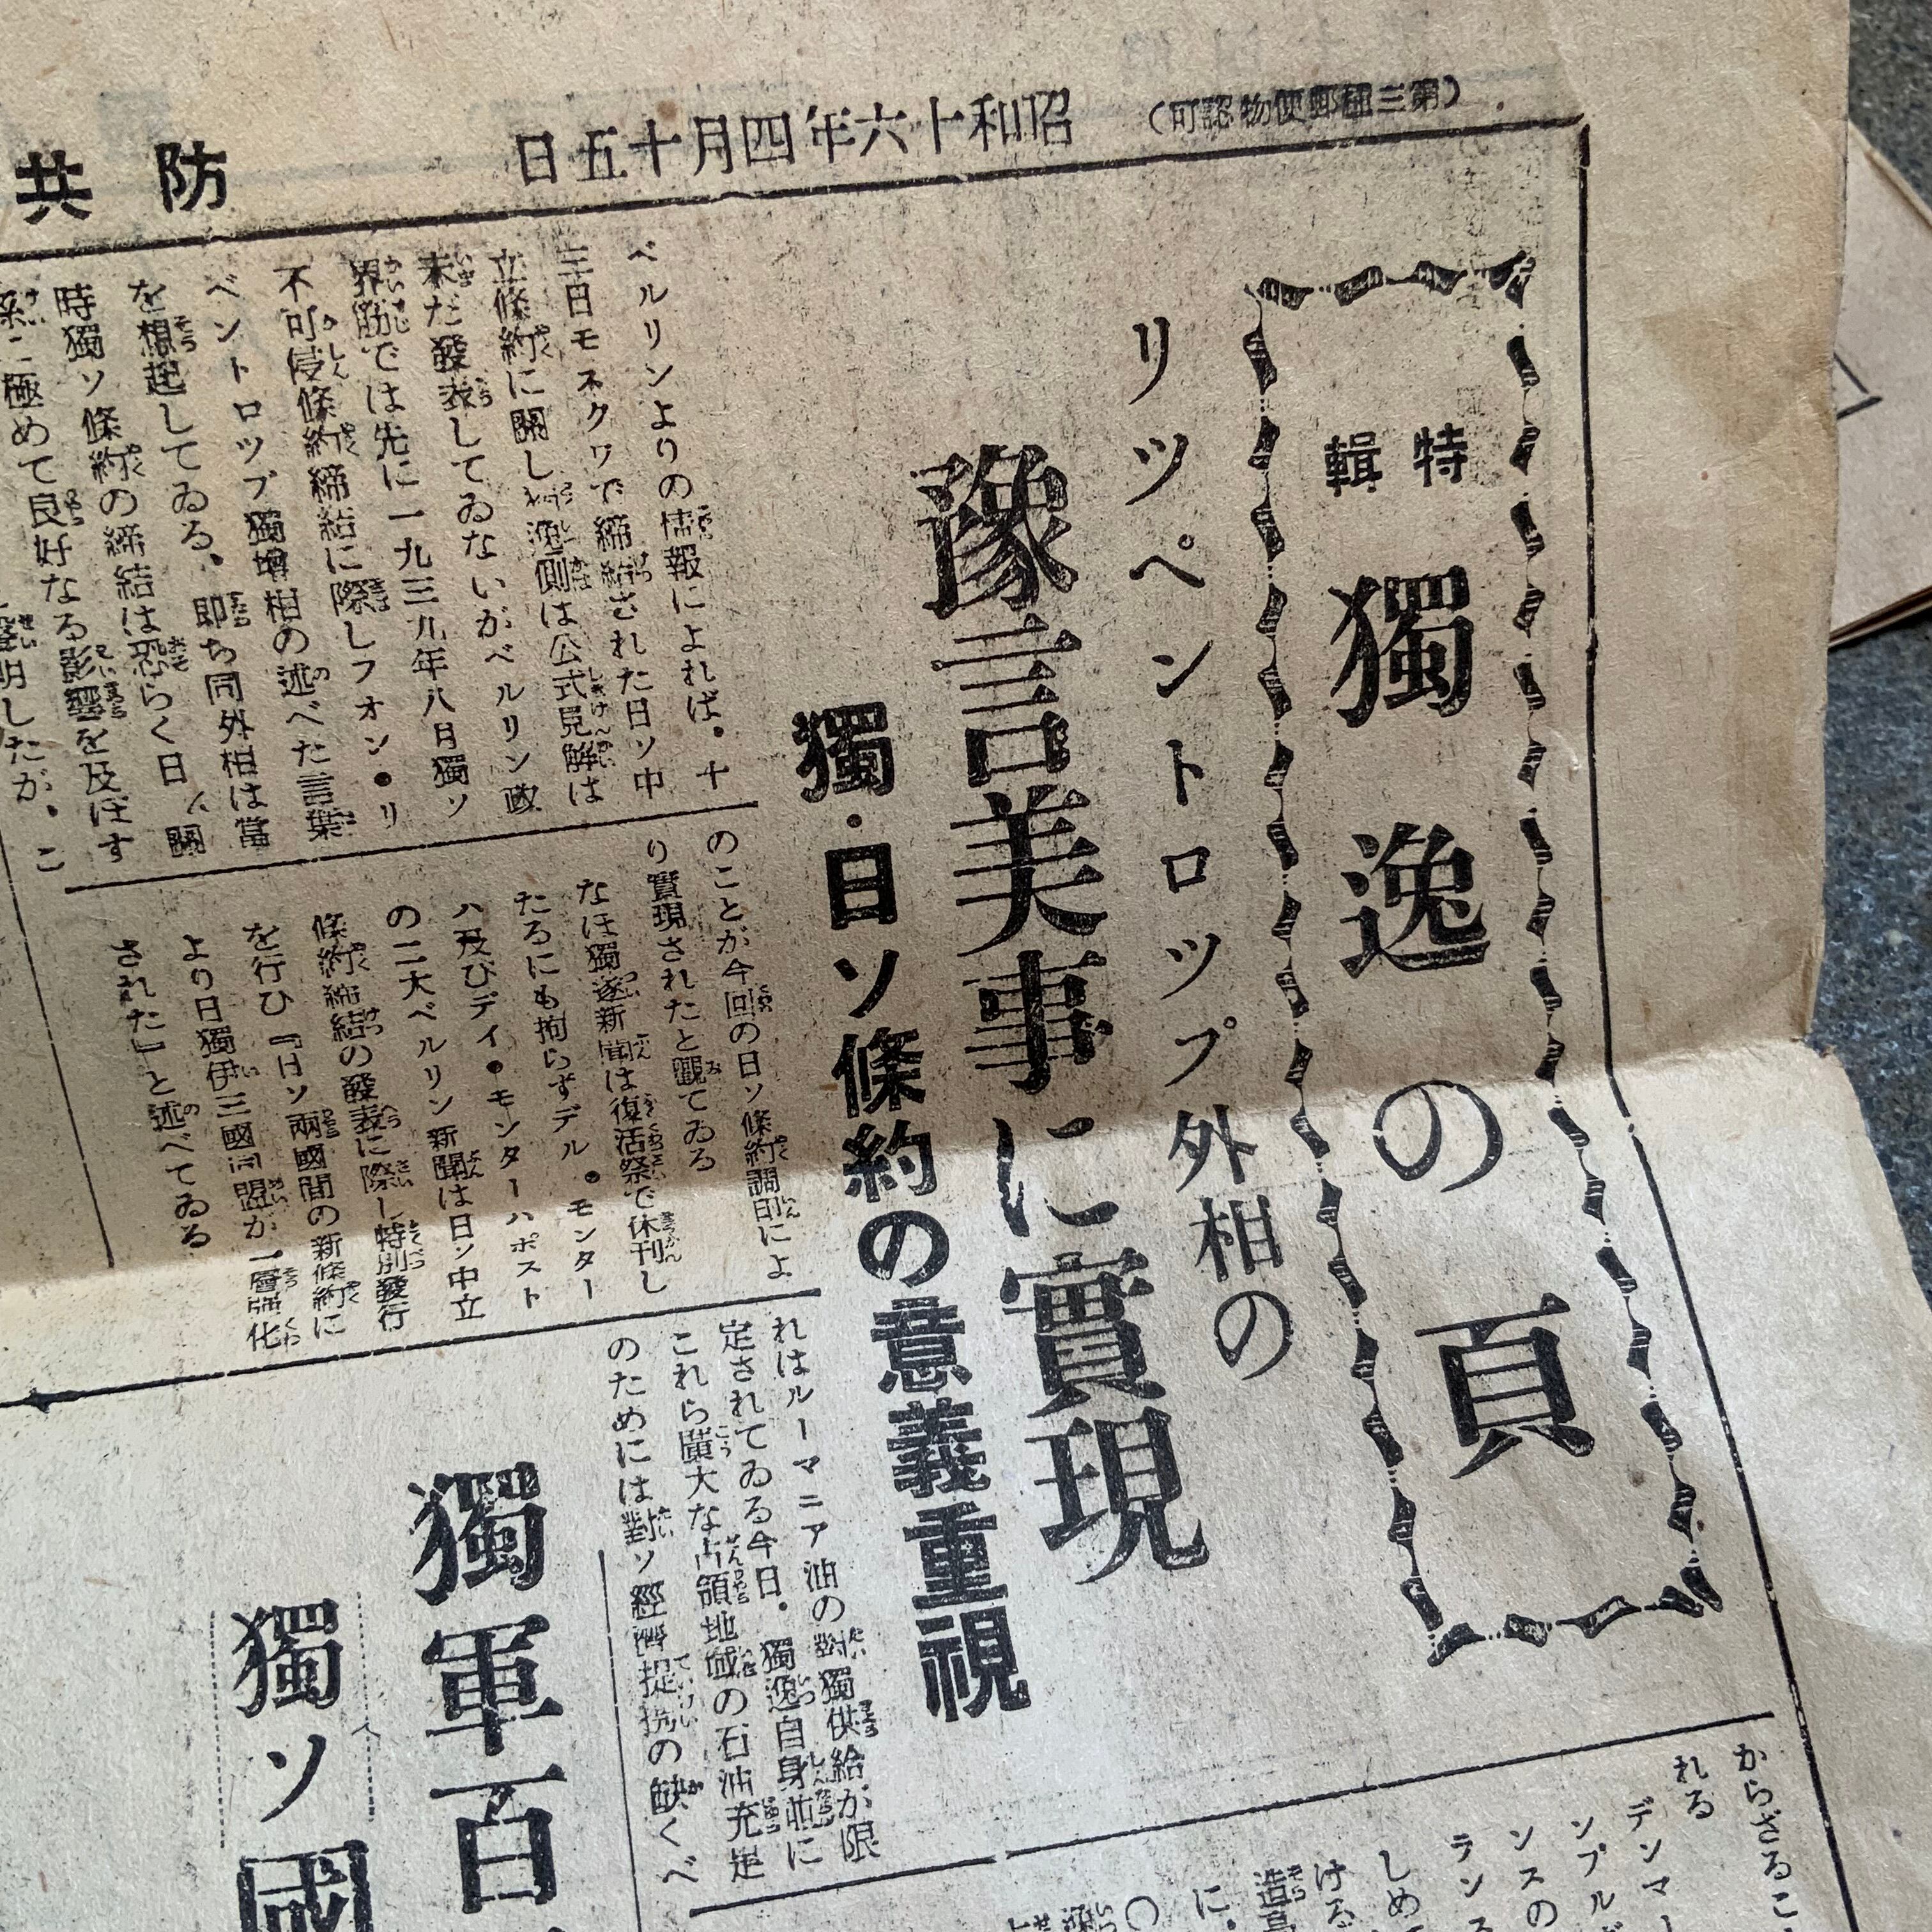 （第三種郵便物認可）
昭和十六年四月十五日
防共
特輯
獨逸の頁
リツペントロツプ外相の
豫言美事に實現
獨・日ソ條約の意義重視
ベルリンよりの情報によれば、十
三日モネクワで締結された日ソ中
立條約に關し
側は公式見解は
未だ發表してゐないがベルリン政
界筋では先に一九三九年八月獨ソ
不可侵條約締結に際しフオン・リ
ベントロツプ獨
相の述べた言葉
を想起してゐる、即ち同外相は當
時獨ソ條約の締結は恐らく日、
關
係に極めて良好なる影響を及ぼす
明したが、こ
のことが今回の日ソ條約調印によ
り實現されたと觀てゐる
なほ獨逸新聞は復活祭で休刊し
たるにも拘らずデル・モンター
ハ及びデイ・モンターハポスト
の二大ベルリン新聞は日ソ中立
條約締結の發表に際し特別發行
を行ひ『日ソ兩國間の新條約に
より日獨伊三國同盟が一層強化
された』と述べてゐる
れはルーマニア油の對獨供給が限
定されてゐる今日、獨逸自身並に
これら廣大な占領地域の石油充足
のためには對ソ經濟提携の缺くべ
獨軍百
獨ソ國
からざるこ
れる
デンマー
ンブル
ンスの
ランス
しめ
ける
造
に、